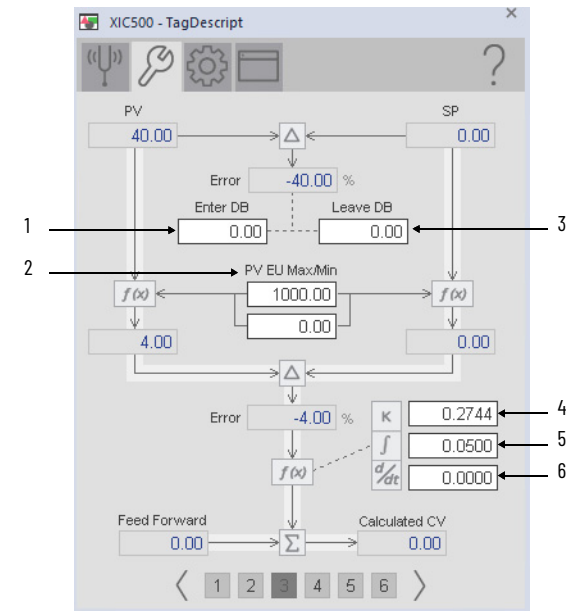 XIC500 - TagDescript ×
?
PV SP
40.00 Δ 0.00
Error -40.00 %
Enter DB Leave DB
1 0.00 0.00 3
2 PV EU Max/Min
f(x) 1000.00 f(x)
0.00
4.00 0.00
Δ
Error -4.00 % K 0.2744 4
∫ 0.0500 5
f(x) d/dt 0.0000 6
Feed Forward Calculated CV
0.00 Σ 0.00
1 2 3 4 5 6